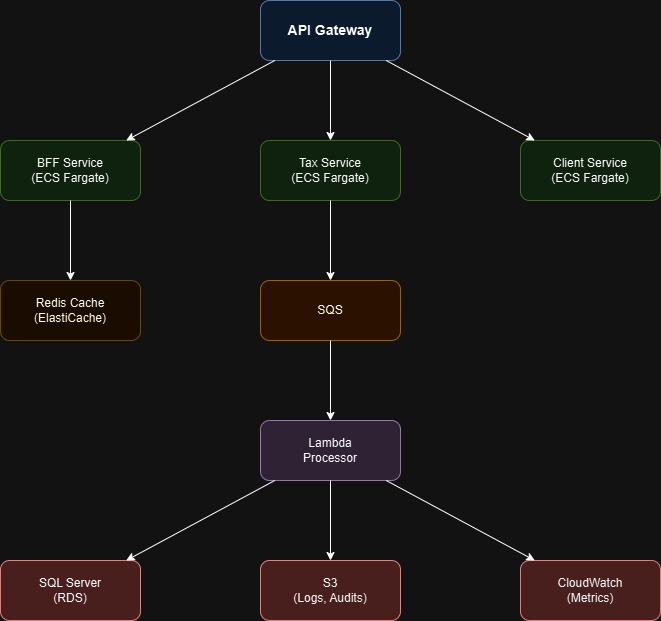 API Gateway
BFF Service
(ECS Fargate)
Tax Service
(ECS Fargate)
Client Service
(ECS Fargate)
Redis Cache
(ElastiCache)
SQS
Lambda
Processor
SQL Server
(RDS)
S3
(Logs, Audits)
CloudWatch
(Metrics)